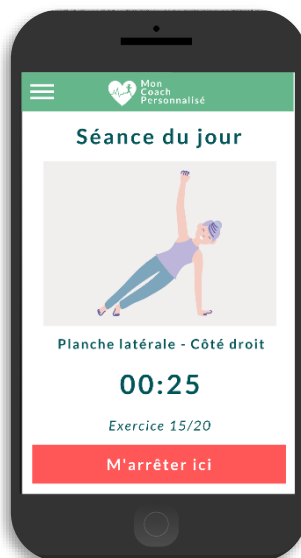 Mon
Coach
Personnalisé
Séance du jour
Planche latérale - Côté droit
00:25
Exercice 15/20
M'arrêter ici